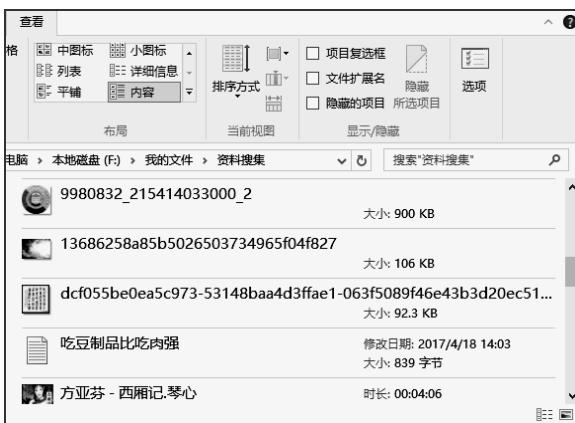 查看
格
中图标 小图标
列表 详细信息
平铺 内容
布局
排序方式
当前视图
项目复选框
文件扩展名
隐藏的项目
隐藏
所选项目
显示/隐藏
选项
电脑 › 本地磁盘 (F:) › 我的文件 › 资料搜集
搜索"资料搜集"
9980832_215414033000_2
大小: 900 KB
13686258a85b5026503734965f04f827
大小: 106 KB
dcf055be0ea5c973-53148baa4d3ffae1-063f5089f46e43b3d20ec51...
大小: 92.3 KB
吃豆制品比吃肉强
修改日期: 2017/4/18 14:03
大小: 839 字节
方亚芬 - 西厢记.琴心
时长: 00:04:06